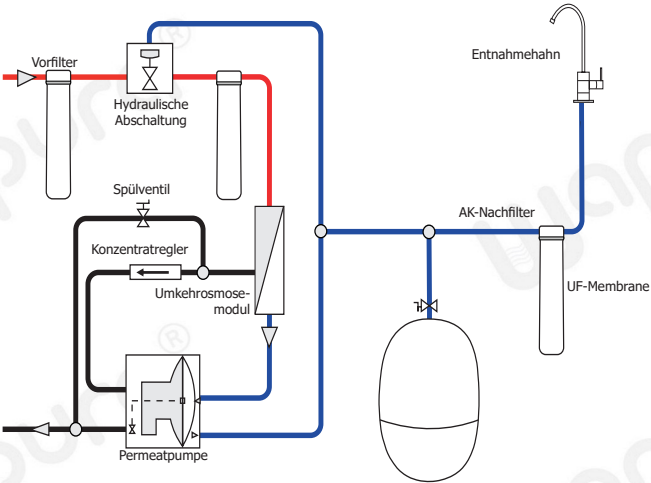 Entnahmehahn
Vorfilter
Hydraulische
Abschaltung
Spülventil
AK-Nachfilter
Konzentratregler
UF-Membrane
Umkehrosmose-
modul
Permeatpumpe